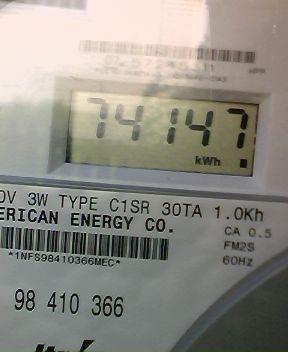 74147
kWh
0V 3W TYPE C1SR 30TA 1.0Kh
ERICAN ENERGY CO.
CA 0.5
FM2S
*1NFS98410366MEC*
60Hz
98 410 366